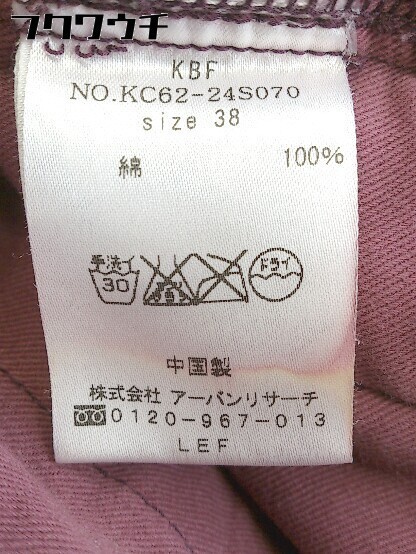 フクワウチ
KBF
NO.KC62-24S070
size 38
綿 100%
手洗イ
30
ドライ
中国製
株式会社 アーバンリサーチ
0120-967-013
LEF